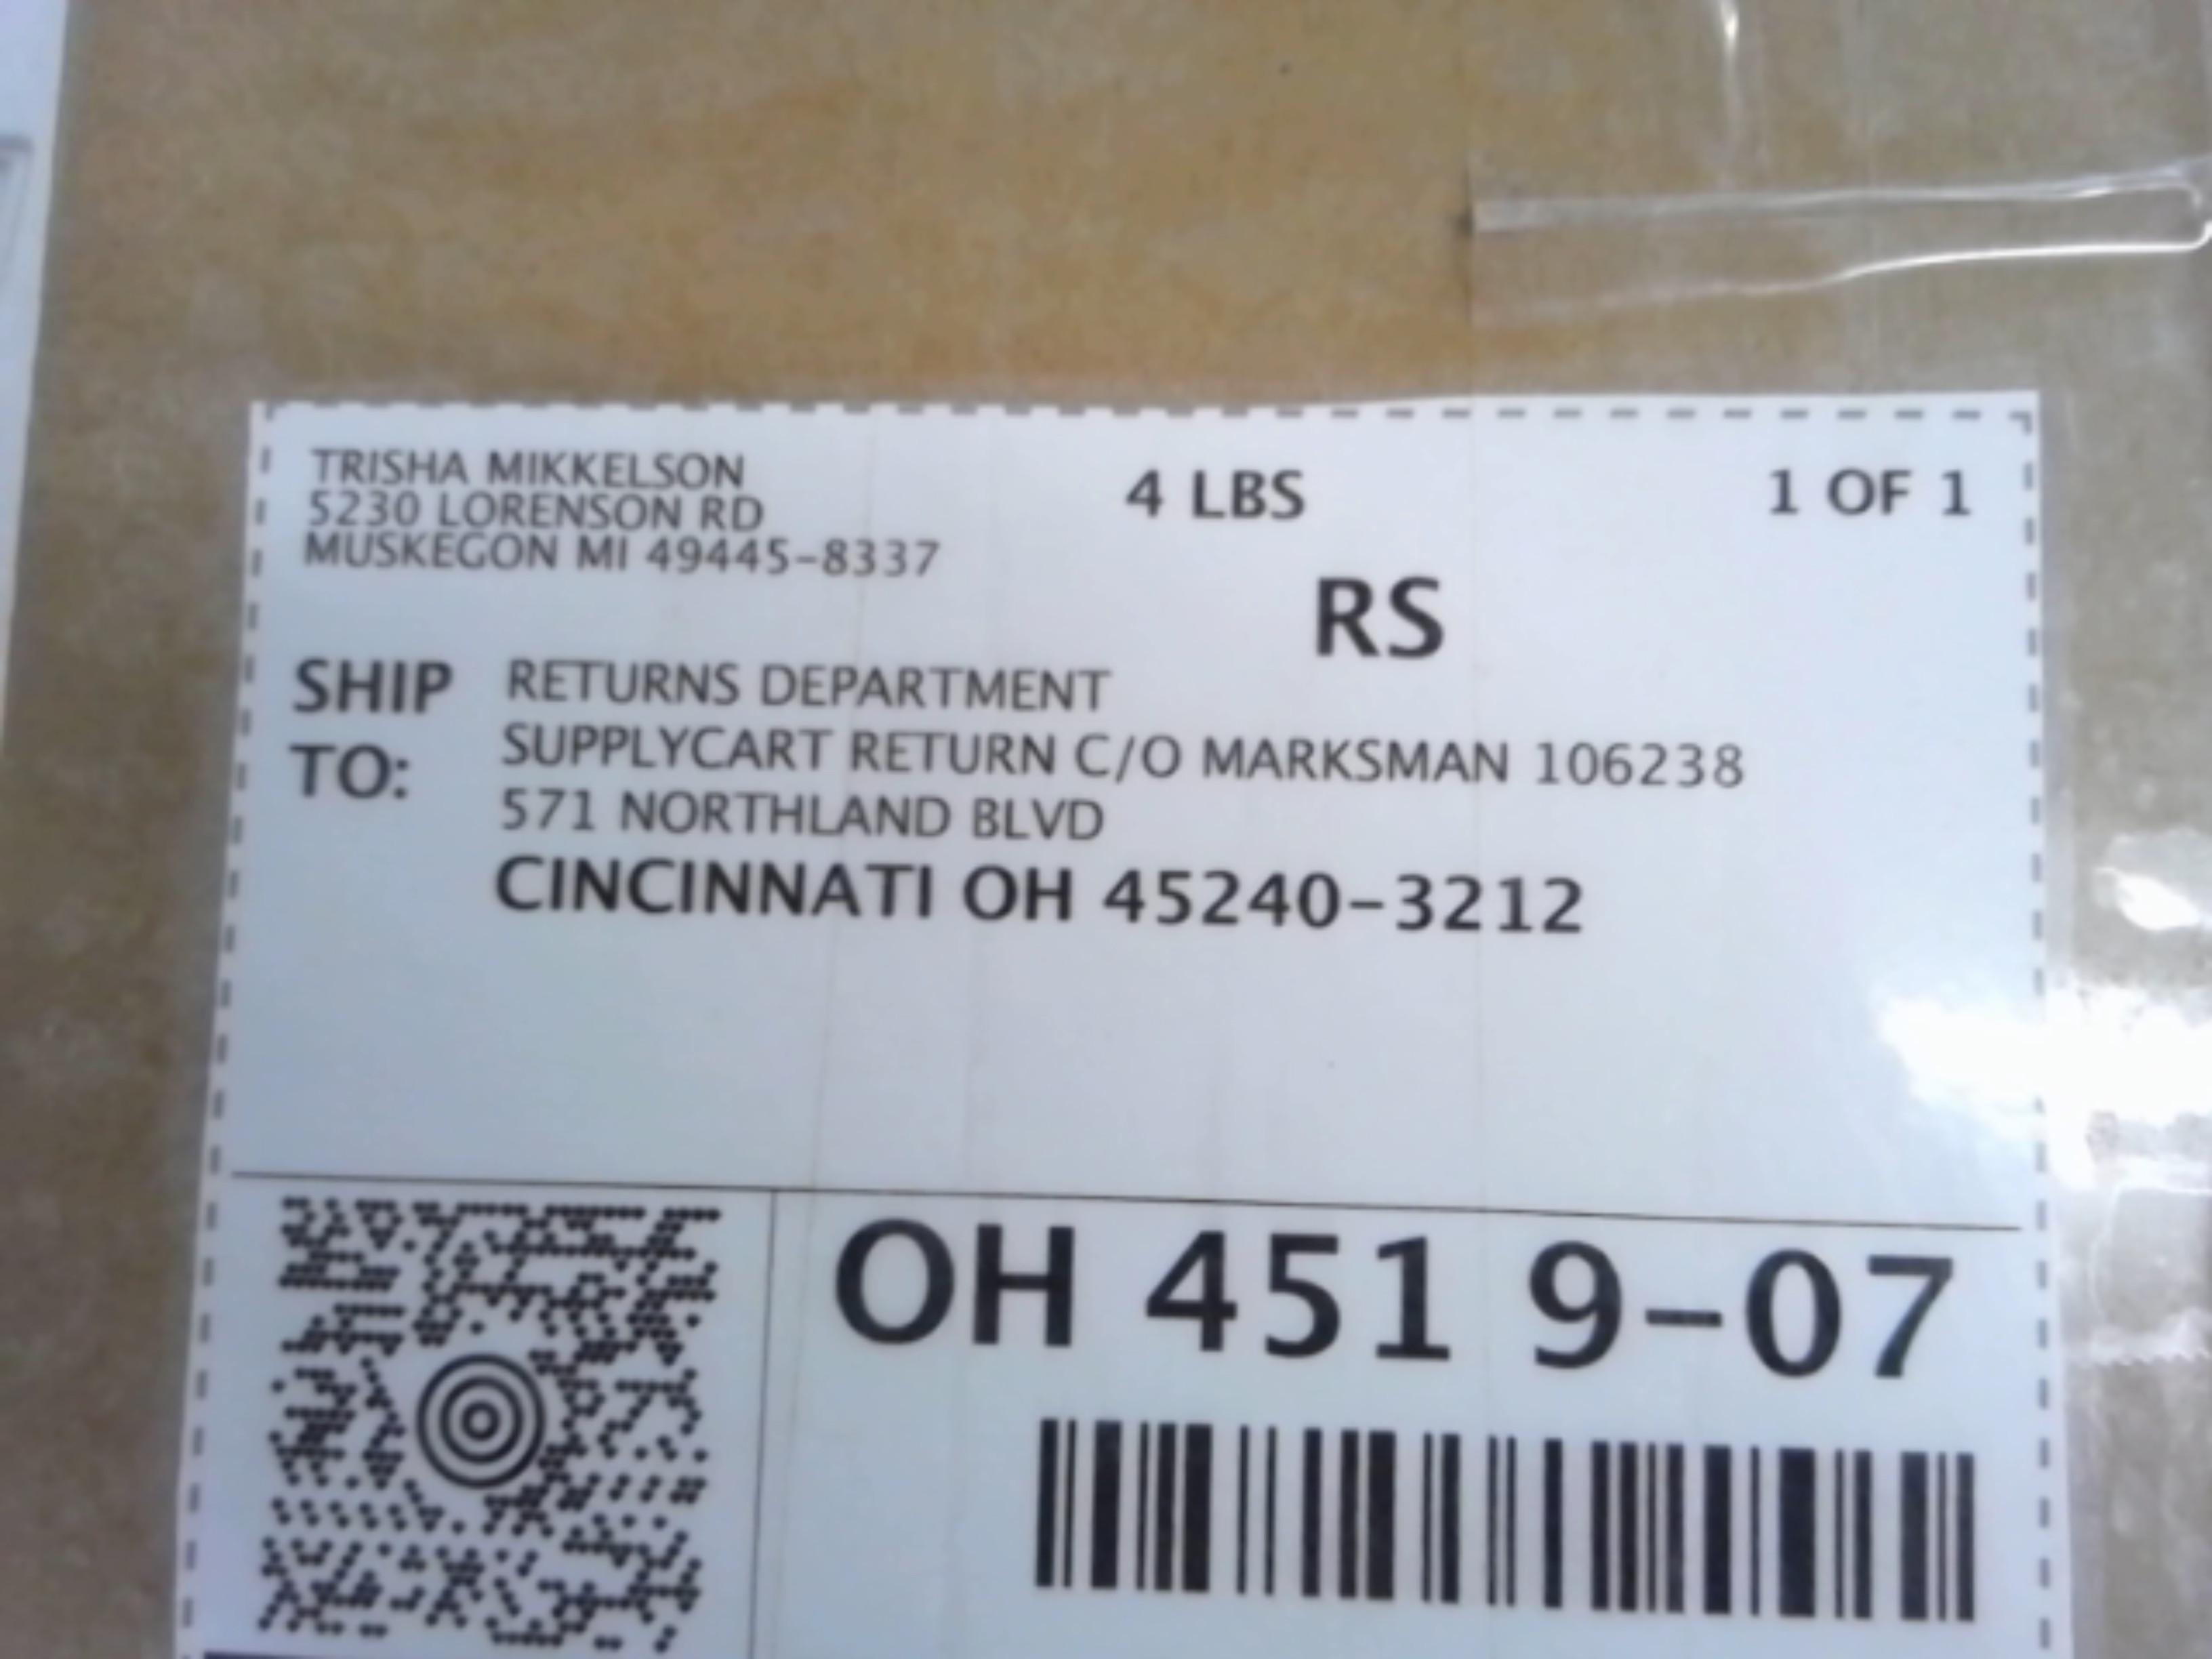 TRISHA MIKKELSON
5230 LORENSON RD
MUSKEGON MI 49445-8337
4 LBS
1 OF 1
RS
SHIP TO:
RETURNS DEPARTMENT
SUPPLYCART RETURN C/O MARKSMAN 106238
571 NORTHLAND BLVD
CINCINNATI OH 45240-3212
OH 451 9-07